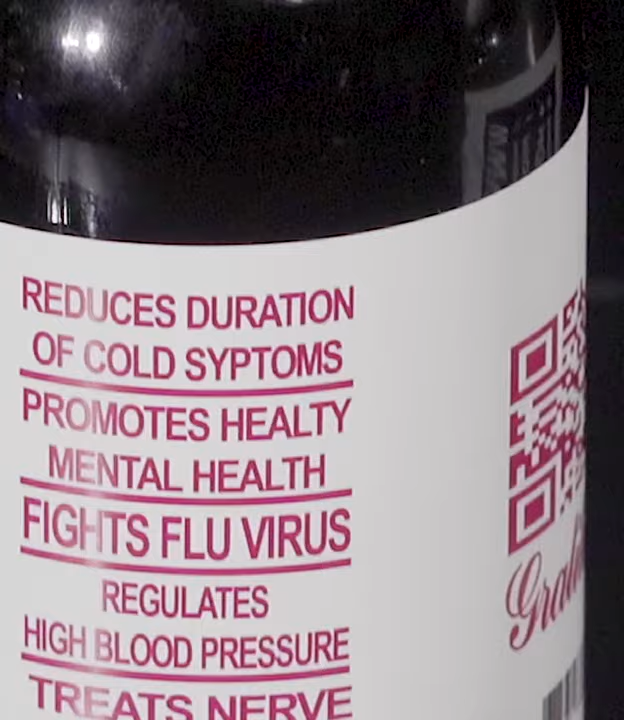 REDUCES DURATION
OF COLD SYPTOMS
PROMOTES HEALTY
MENTAL HEALTH
FIGHTS FLU VIRUS
REGULATES
HIGH BLOOD PRESSURE
TREATS NERVE